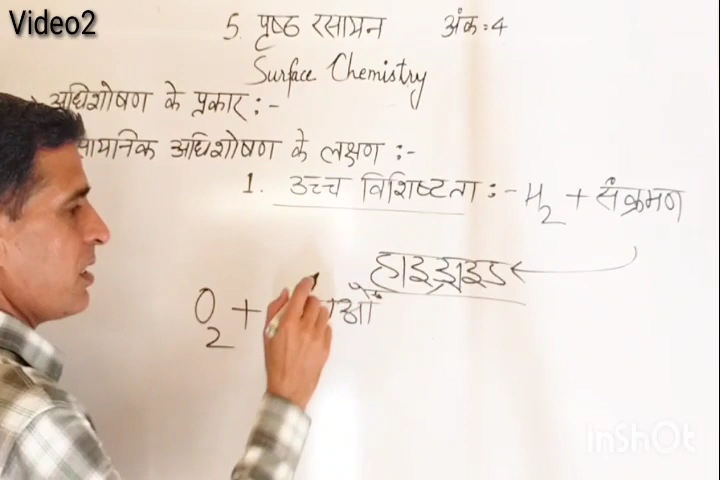 Video2
5. पृष्ठ रसायन अंक:4
Surface Chemistry
अधिशोषण के प्रकार :-
अधिशोषण के लक्षण :-
1. उच्च विशिष्टता :- H2 + संक्रमण
हाइड्राइड
O2 +
InShOt